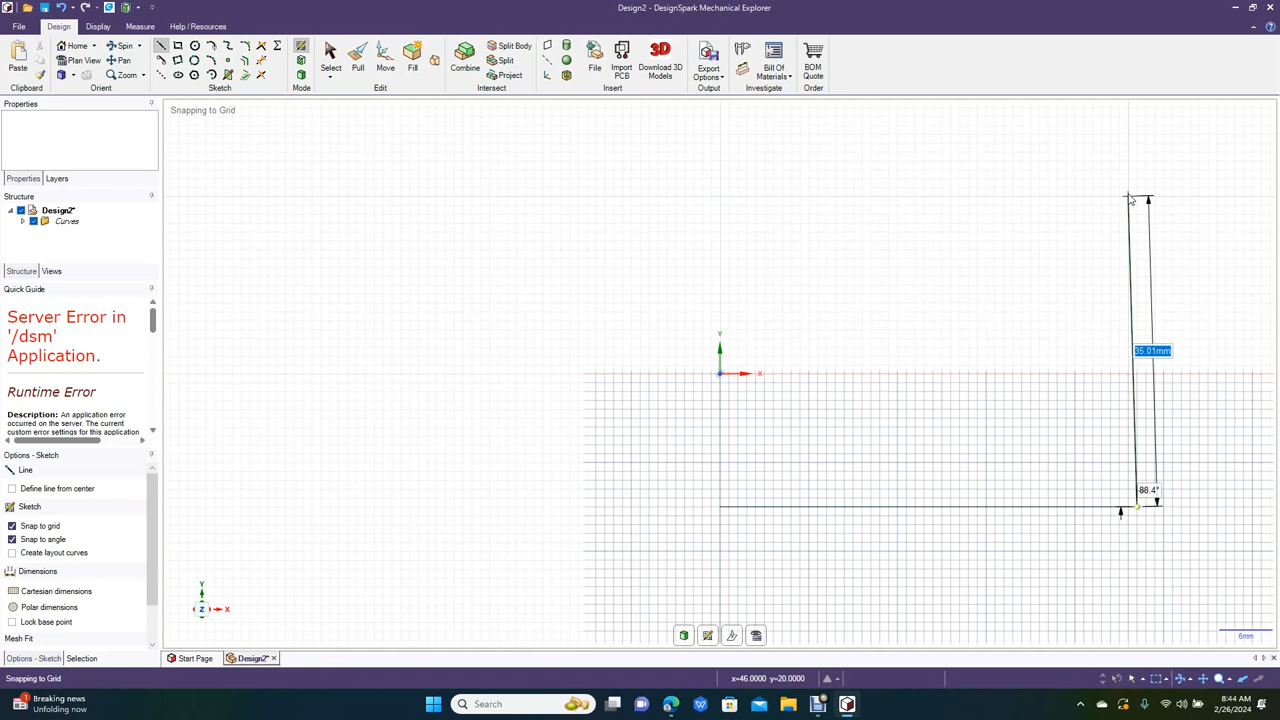 Design2 - DesignSpark Mechanical Explorer
File Design Display Measure Help / Resources
Paste
Home
Plan View
Spin
Pan
Zoom
Select
Pull
Move
Fill
Combine
Split Body
Split
Project
File
Import PCB
Download 3D Models
Export Options
Bill Of Materials
BOM Quote
Clipboard Orient Sketch Mode Edit Intersect Insert Output Investigate Order
Properties
Snapping to Grid
Properties Layers
Structure
Design2*
Curves
Structure Views
Quick Guide
Server Error in
'/dsm'
Application.
Runtime Error
Description: An application error
occurred on the server. The current
custom error settings for this application
Options - Sketch
Line
Define line from center
Sketch
Snap to grid
Snap to angle
Create layout curves
Dimensions
Cartesian dimensions
Polar dimensions
Lock base point
Mesh Fit
Options - Sketch Selection
Y
X
35.01mm
Y
Z
X
6mm
Start Page Design2*
Snapping to Grid
x=46.0000 y=20.0000
1
Breaking news
Unfolding now
Search
8:44 AM
2/26/2024